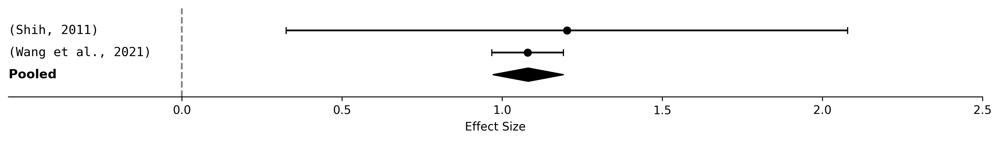 (Shih, 2011)
(Wang et al., 2021)
Pooled
0.0 0.5 1.0 1.5 2.0 2.5
Effect Size